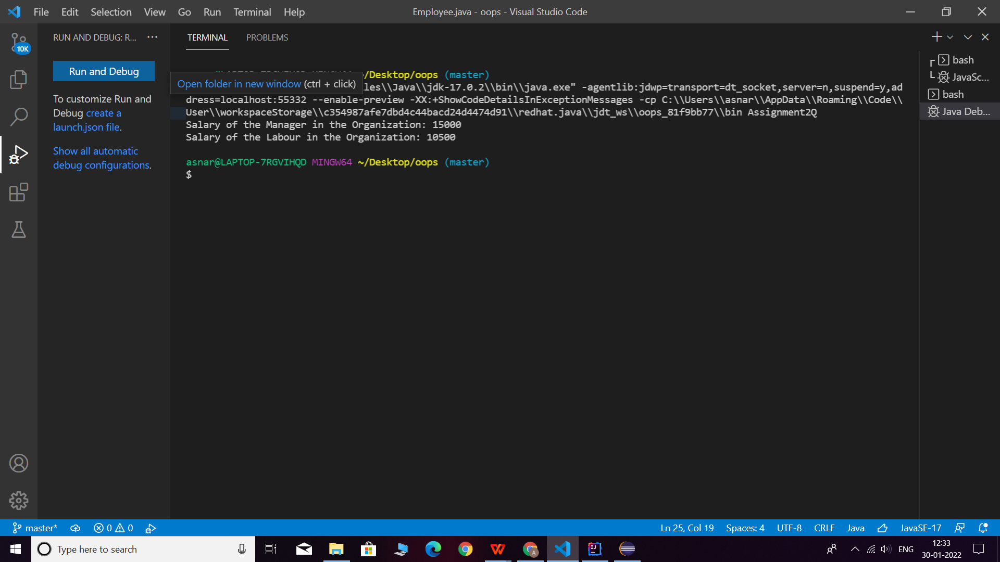 File Edit Selection View Go Run Terminal Help
Employee.java - oops - Visual Studio Code
RUN AND DEBUG: R... ···
TERMINAL PROBLEMS
10K
Run and Debug
To customize Run and
Debug create a
launch.json file.
Show all automatic
debug configurations.
~/Desktop/oops (master)
Open folder in new window (ctrl + click)
les\\Java\\jdk-17.0.2\\bin\\java.exe" -agentlib:jdwp=transport=dt_socket,server=n,suspend=y,ad
dress=localhost:55332 --enable-preview -XX:+ShowCodeDetailsInExceptionMessages -cp C:\\Users\\asnar\\AppData\\Roaming\\Code\\
User\\workspaceStorage\\c354987afe7dbd4c44bacd24d4474d91\\redhat.java\\jdt_ws\\oops_81f9bb77\\bin Assignment2Q
Salary of the Manager in the Organization: 15000
Salary of the Labour in the Organization: 10500
asnar@LAPTOP-7RGVIHQD MINGW64 ~/Desktop/oops (master)
$
bash
JavaSc...
bash
Java Deb...
master* 0 0
Ln 25, Col 19 Spaces: 4 UTF-8 CRLF Java JavaSE-17
Type here to search
ENG
12:33
30-01-2022